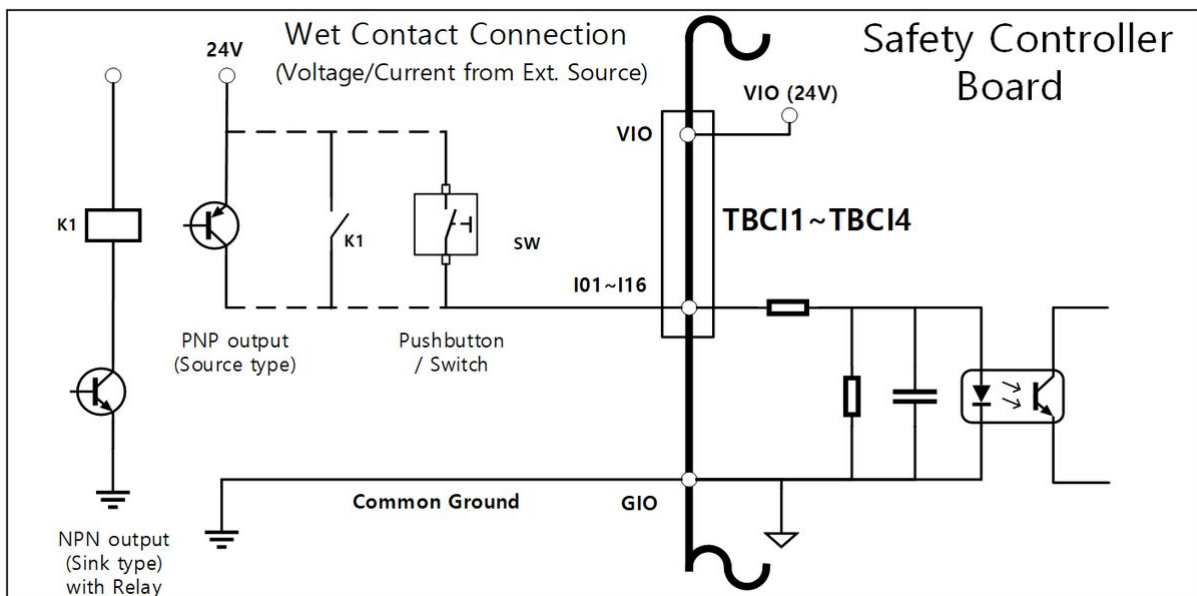 Wet Contact Connection
(Voltage/Current from Ext. Source)
Safety Controller
Board
24V
VIO (24V)
VIO
TBCI1~TBCI4
K1
K1
SW
I01~I16
PNP output
(Source type)
Pushbutton
/ Switch
Common Ground
GIO
NPN output
(Sink type)
with Relay